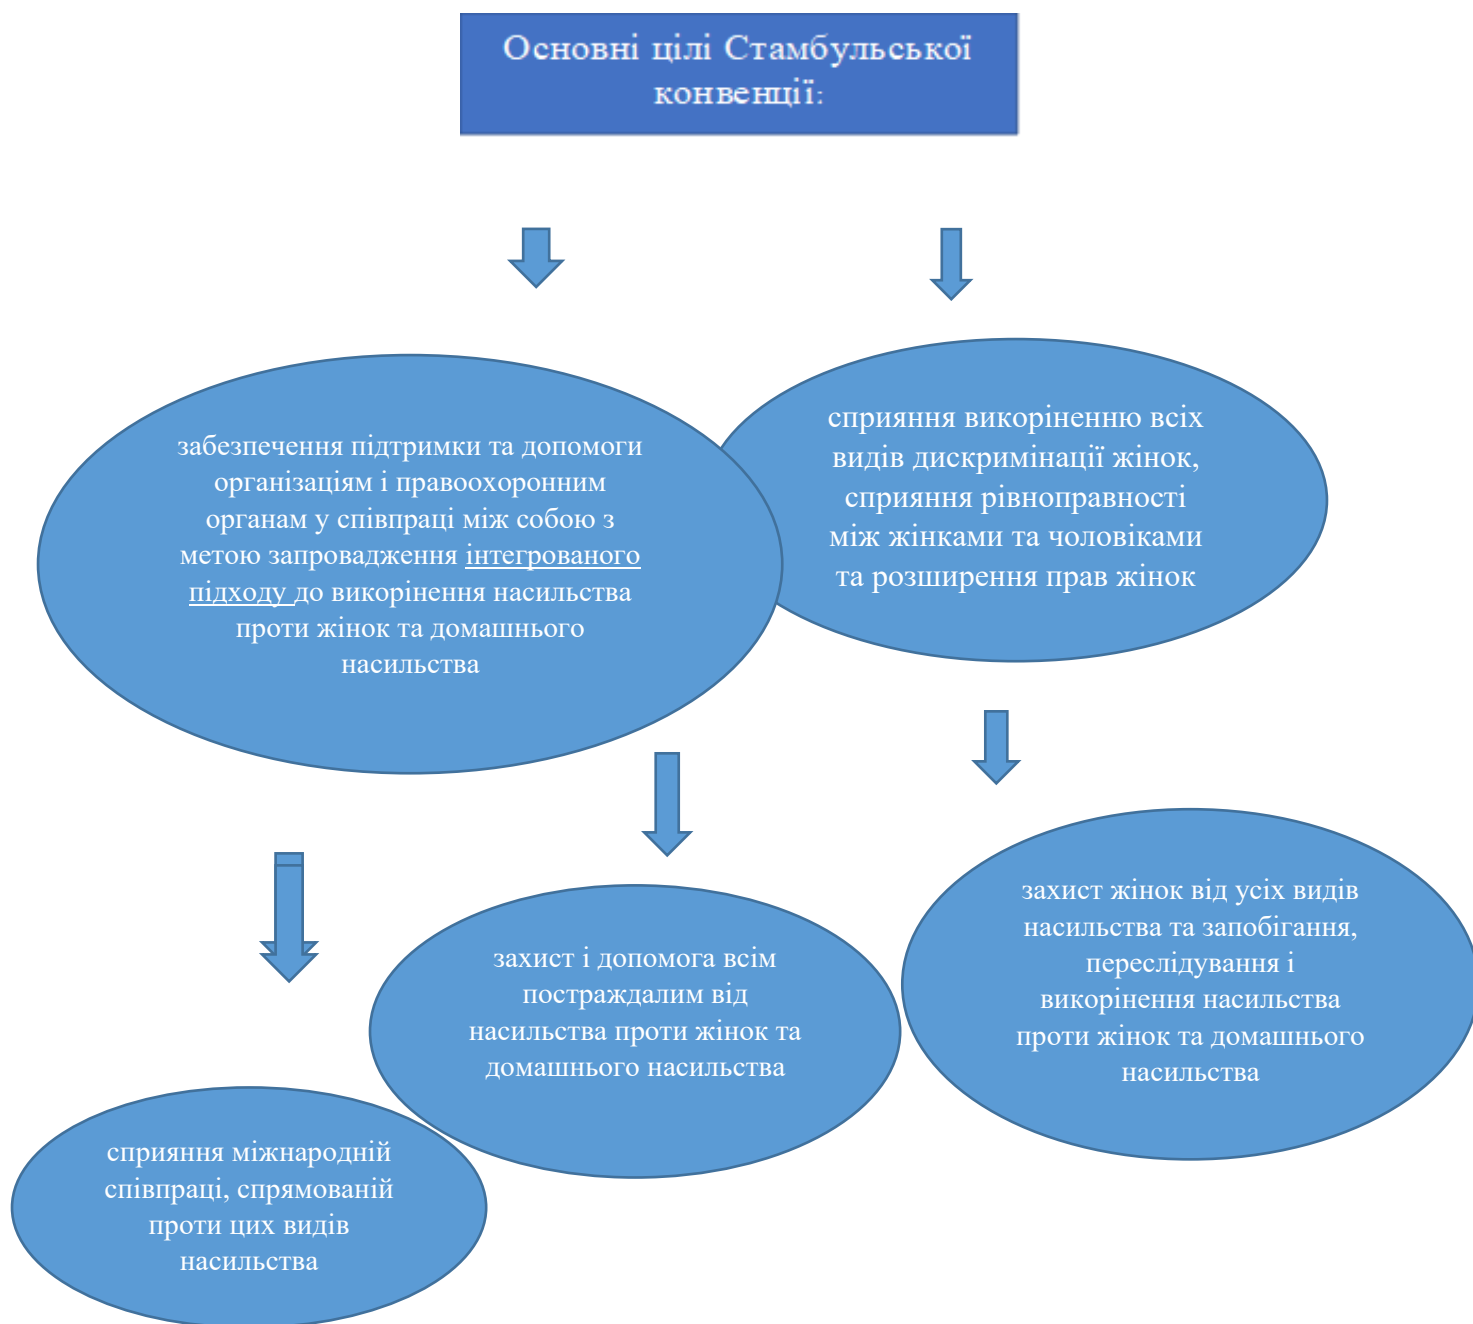 Основні цілі Стамбульської
конвенції:
забезпечення підтримки та допомоги
організаціям і правоохоронним
органам у співпраці між собою з
метою запровадження інтегрованого
підходу до викорінення насильства
проти жінок та домашнього
насильства
сприяння викоріненню всіх
видів дискримінації жінок,
сприяння рівноправності
між жінками та чоловіками
та розширення прав жінок
захист жінок від усіх видів
насильства та запобігання,
переслідування і
викорінення насильства
проти жінок та домашнього
насильства
захист і допомога всім
постраждалим від
насильства проти жінок та
домашнього насильства
сприяння міжнародній
співпраці, спрямованій
проти цих видів
насильства